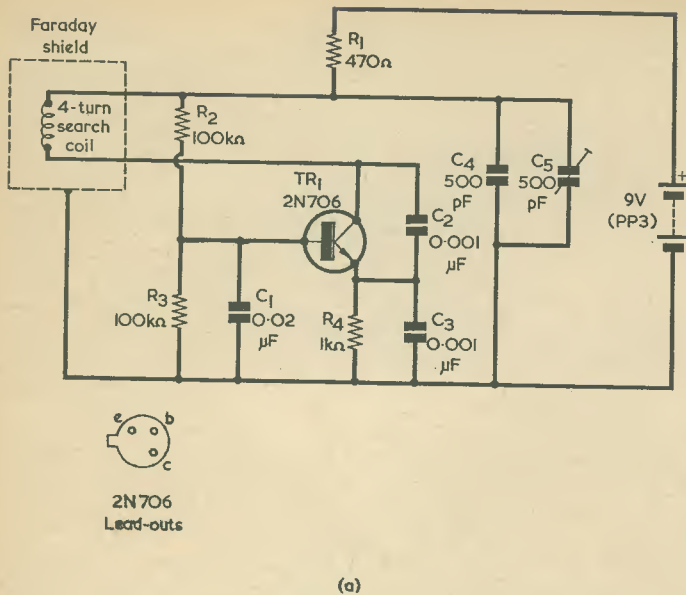 Faraday
shield
4-turn
search
coil
R1
470Ω
R2
100kΩ
TR1
2N706
C2
0·001
µF
C4
500
pF
C5
500
pF
+
9V
(PP3)
R3
100kΩ
C1
0·02
µF
R4
1kΩ
C3
0·001
µF
e
b
c
2N706
Lead-outs
(a)